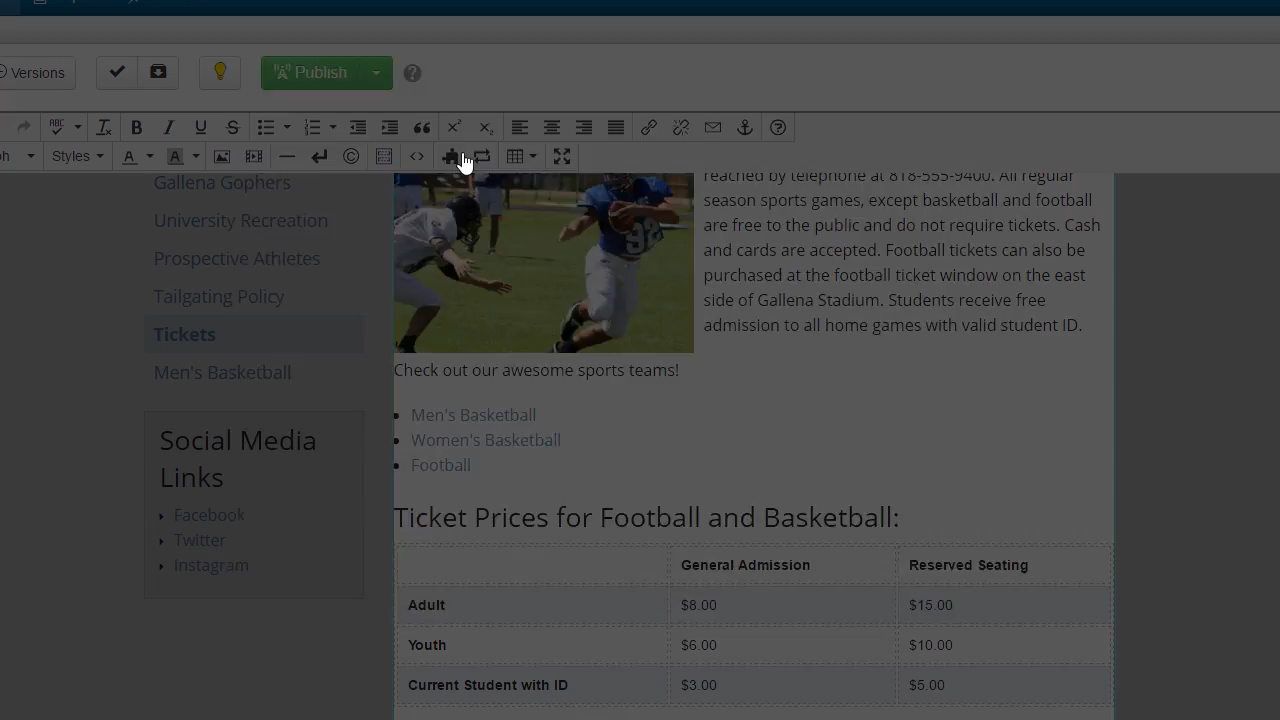 Versions
Publish
ABC
B I U S
ph Styles A A
Gallena Gophers
University Recreation
Prospective Athletes
Tailgating Policy
Tickets
Men's Basketball
Social Media
Links
Facebook
Twitter
Instagram
reached by telephone at 818-555-9400. All regular
season sports games, except basketball and football
are free to the public and do not require tickets. Cash
and cards are accepted. Football tickets can also be
purchased at the football ticket window on the east
side of Gallena Stadium. Students receive free
admission to all home games with valid student ID.
92
Check out our awesome sports teams!
Men's Basketball
Women's Basketball
Football
Ticket Prices for Football and Basketball:
General Admission Reserved Seating
Adult $8.00 $15.00
Youth $6.00 $10.00
Current Student with ID $3.00 $5.00